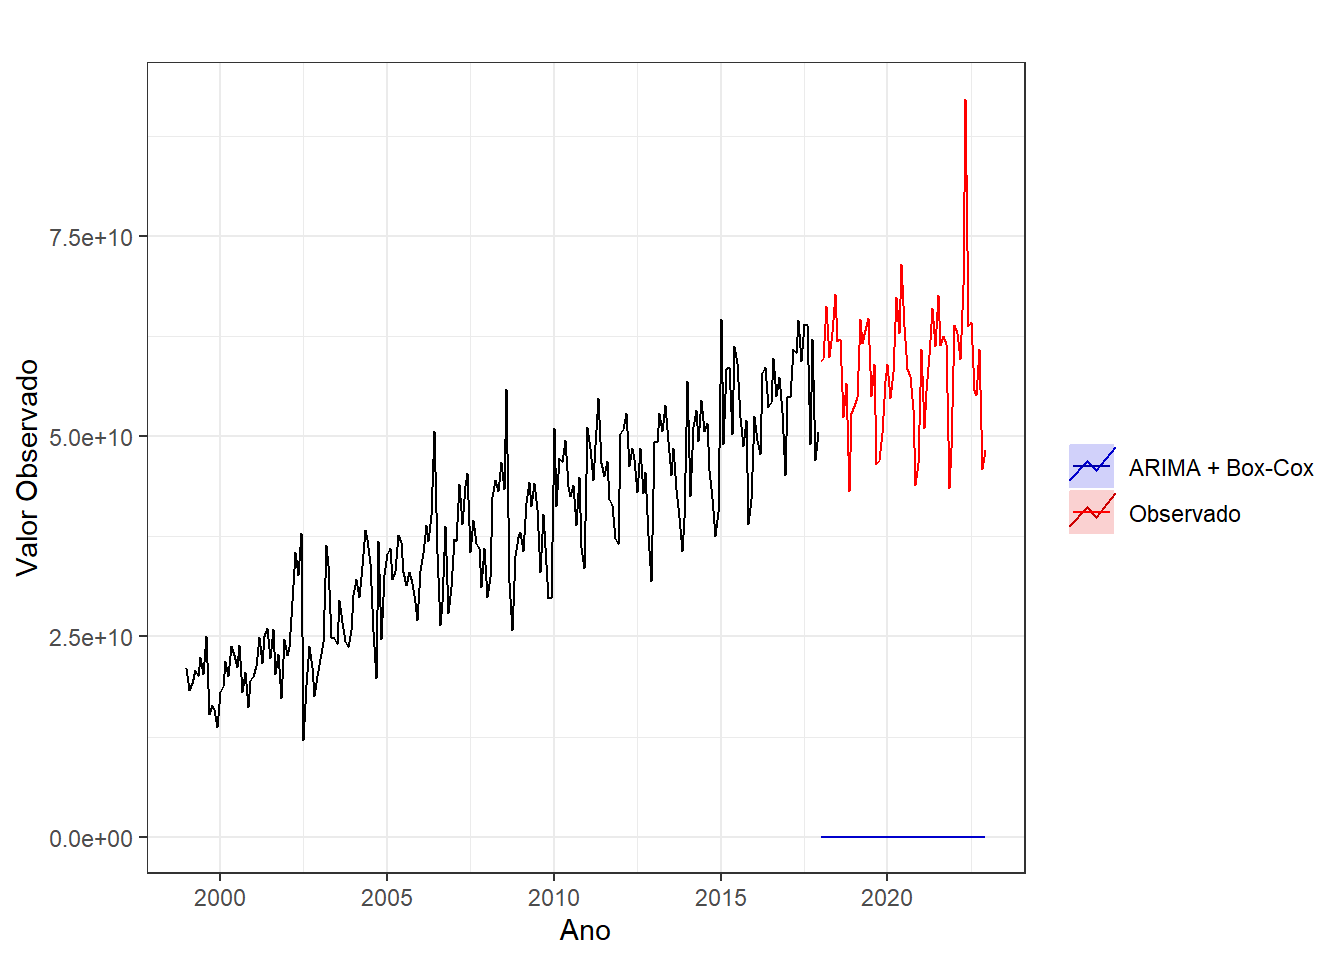 Valor Observado
7.5e+10
5.0e+10
2.5e+10
0.0e+00
2000
2005
2010
2015
2020
Ano
ARIMA + Box-Cox
Observado